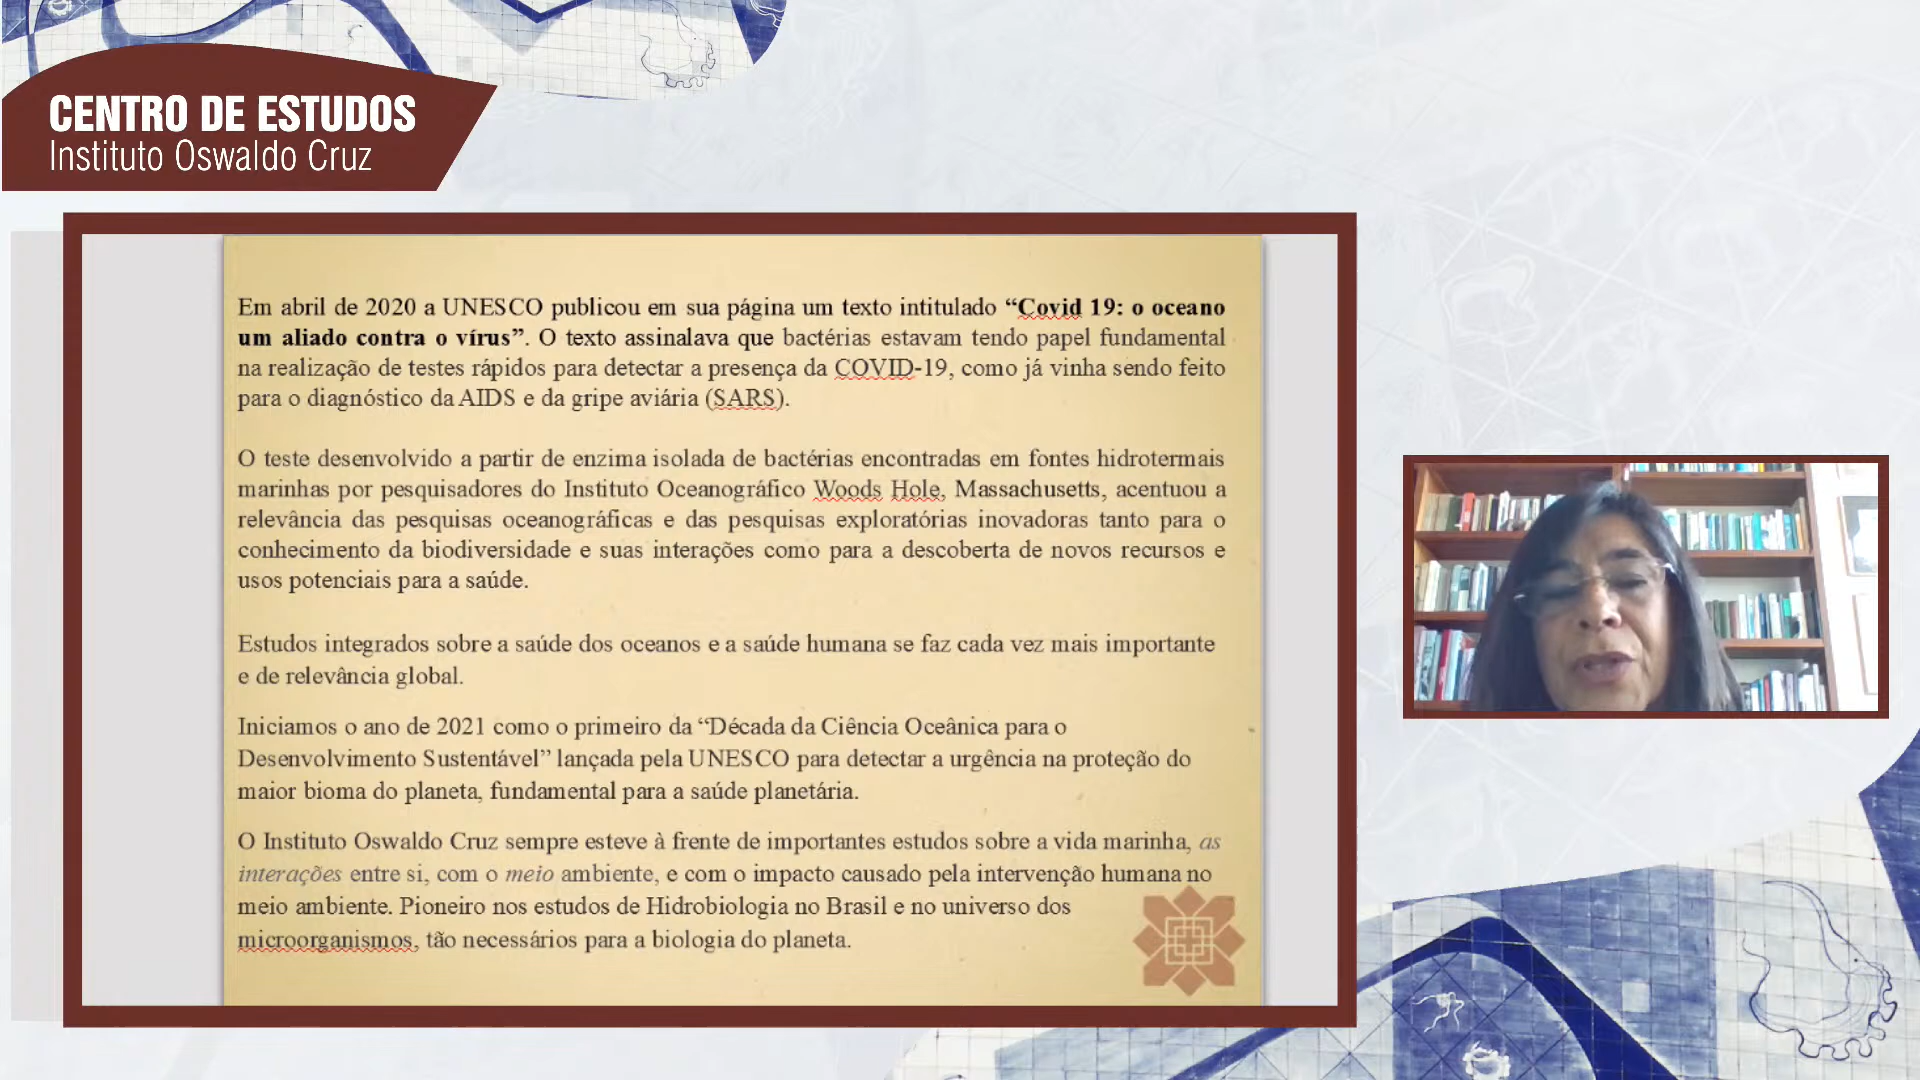 CENTRO DE ESTUDOS
Instituto Oswaldo Cruz
Em abril de 2020 a UNESCO publicou em sua página um texto intitulado “Covid 19: o oceano
um aliado contra o vírus”. O texto assinalava que bactérias estavam tendo papel fundamental
na realização de testes rápidos para detectar a presença da COVID-19, como já vinha sendo feito
para o diagnóstico da AIDS e da gripe aviária (SARS).
O teste desenvolvido a partir de enzima isolada de bactérias encontradas em fontes hidrotermais
marinhas por pesquisadores do Instituto Oceanográfico Woods Hole, Massachusetts, acentuou a
relevância das pesquisas oceanográficas e das pesquisas exploratórias inovadoras tanto para o
conhecimento da biodiversidade e suas interações como para a descoberta de novos recursos e
usos potenciais para a saúde.
Estudos integrados sobre a saúde dos oceanos e a saúde humana se faz cada vez mais importante
e de relevância global.
Iniciamos o ano de 2021 como o primeiro da “Década da Ciência Oceânica para o
Desenvolvimento Sustentável” lançada pela UNESCO para detectar a urgência na proteção do
maior bioma do planeta, fundamental para a saúde planetária.
O Instituto Oswaldo Cruz sempre esteve à frente de importantes estudos sobre a vida marinha, as
interações entre si, com o meio ambiente, e com o impacto causado pela intervenção humana no
meio ambiente. Pioneiro nos estudos de Hidrobiologia no Brasil e no universo dos
microorganismos, tão necessários para a biologia do planeta.